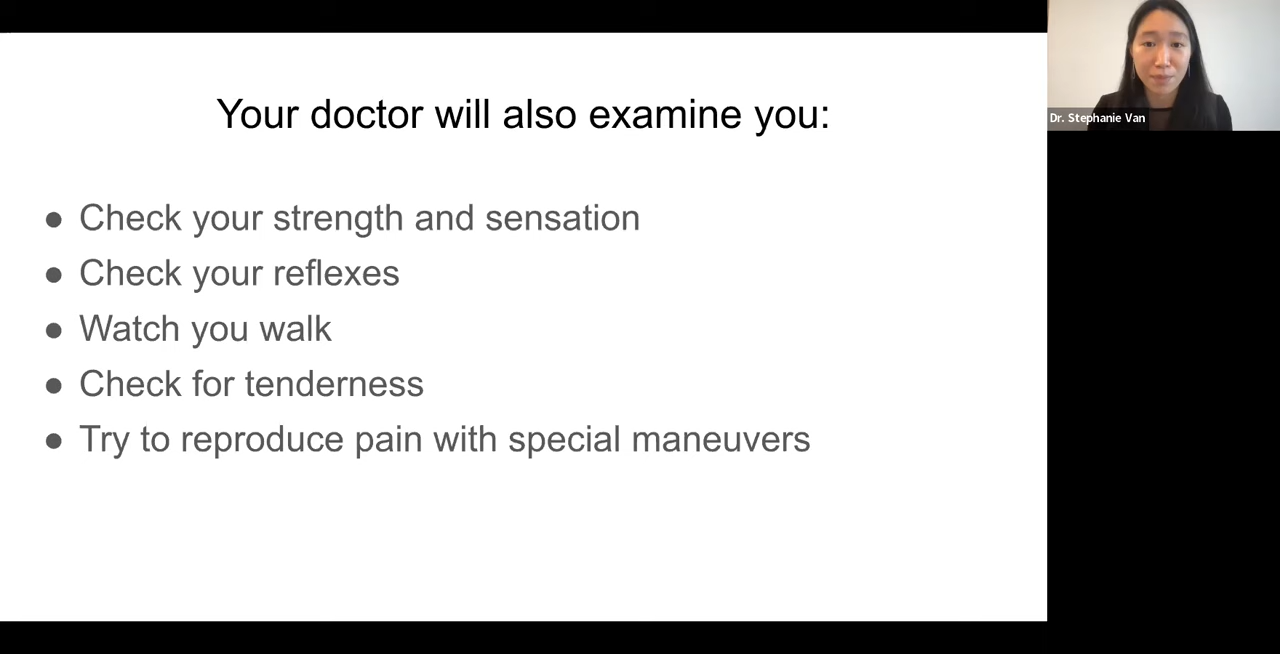 Your doctor will also examine you:
● Check your strength and sensation
● Check your reflexes
● Watch you walk
● Check for tenderness
● Try to reproduce pain with special maneuvers
Dr. Stephanie Van